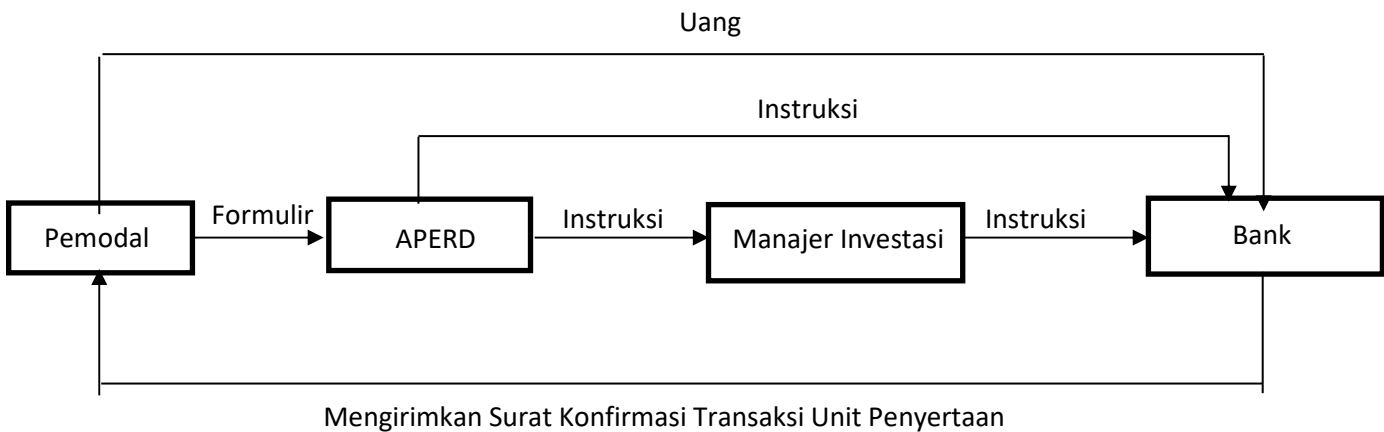 Uang
Instruksi
Pemodal
Formulir
APERD
Instruksi
Manajer Investasi
Instruksi
Bank
Mengirimkan Surat Konfirmasi Transaksi Unit Penyertaan